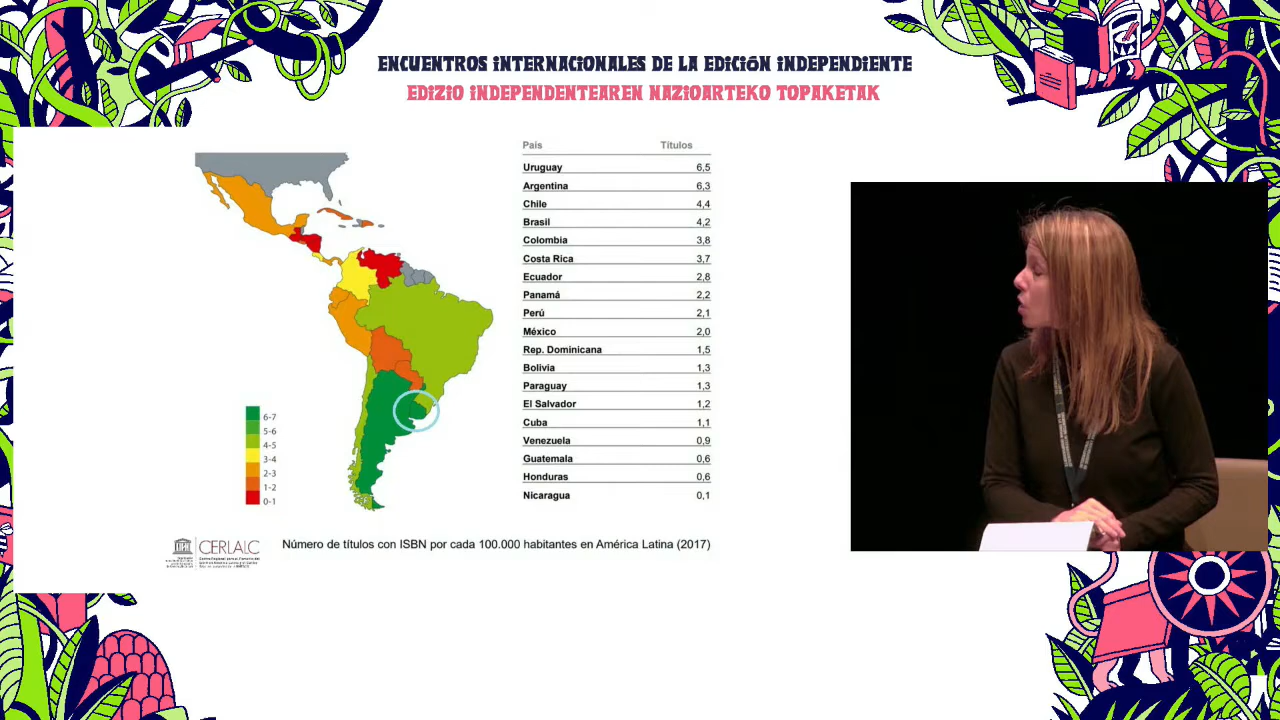 ENCUENTROS INTERNACIONALES DE LA EDICIÓN INDEPENDIENTE
EDIZIO INDEPENDENTEAREN NAZIOARTEKO TOPAKETAK
País Títulos
Uruguay 6,5
Argentina 6,3
Chile 4,4
Brasil 4,2
Colombia 3,8
Costa Rica 3,7
Ecuador 2,8
Panamá 2,2
Perú 2,1
México 2,0
Rep. Dominicana 1,5
Bolivia 1,3
Paraguay 1,3
El Salvador 1,2
Cuba 1,1
Venezuela 0,9
Guatemala 0,6
Honduras 0,6
Nicaragua 0,1
6-7
5-6
4-5
3-4
2-3
1-2
0-1
CERLALC
Número de títulos con ISBN por cada 100.000 habitantes en América Latina (2017)